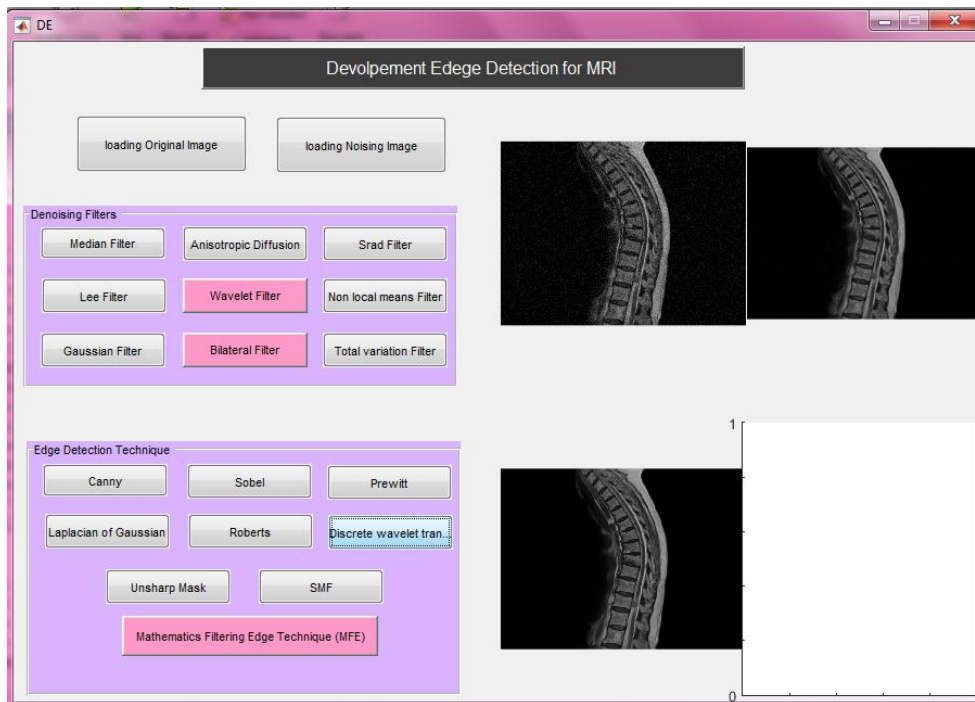 DE
Devolpement Edege Detection for MRI
loading Original Image
loading Noising Image
Denoising Filters
Median Filter
Anisotropic Diffusion
Srad Filter
Lee Filter
Wavelet Filter
Non local means Filter
Gaussian Filter
Bilateral Filter
Total variation Filter
Edge Detection Technique
Canny
Sobel
Prewitt
Laplacian of Gaussian
Roberts
Discrete wavelet tran...
Unsharp Mask
SMF
Mathematics Filtering Edge Technique (MFE)
1
0